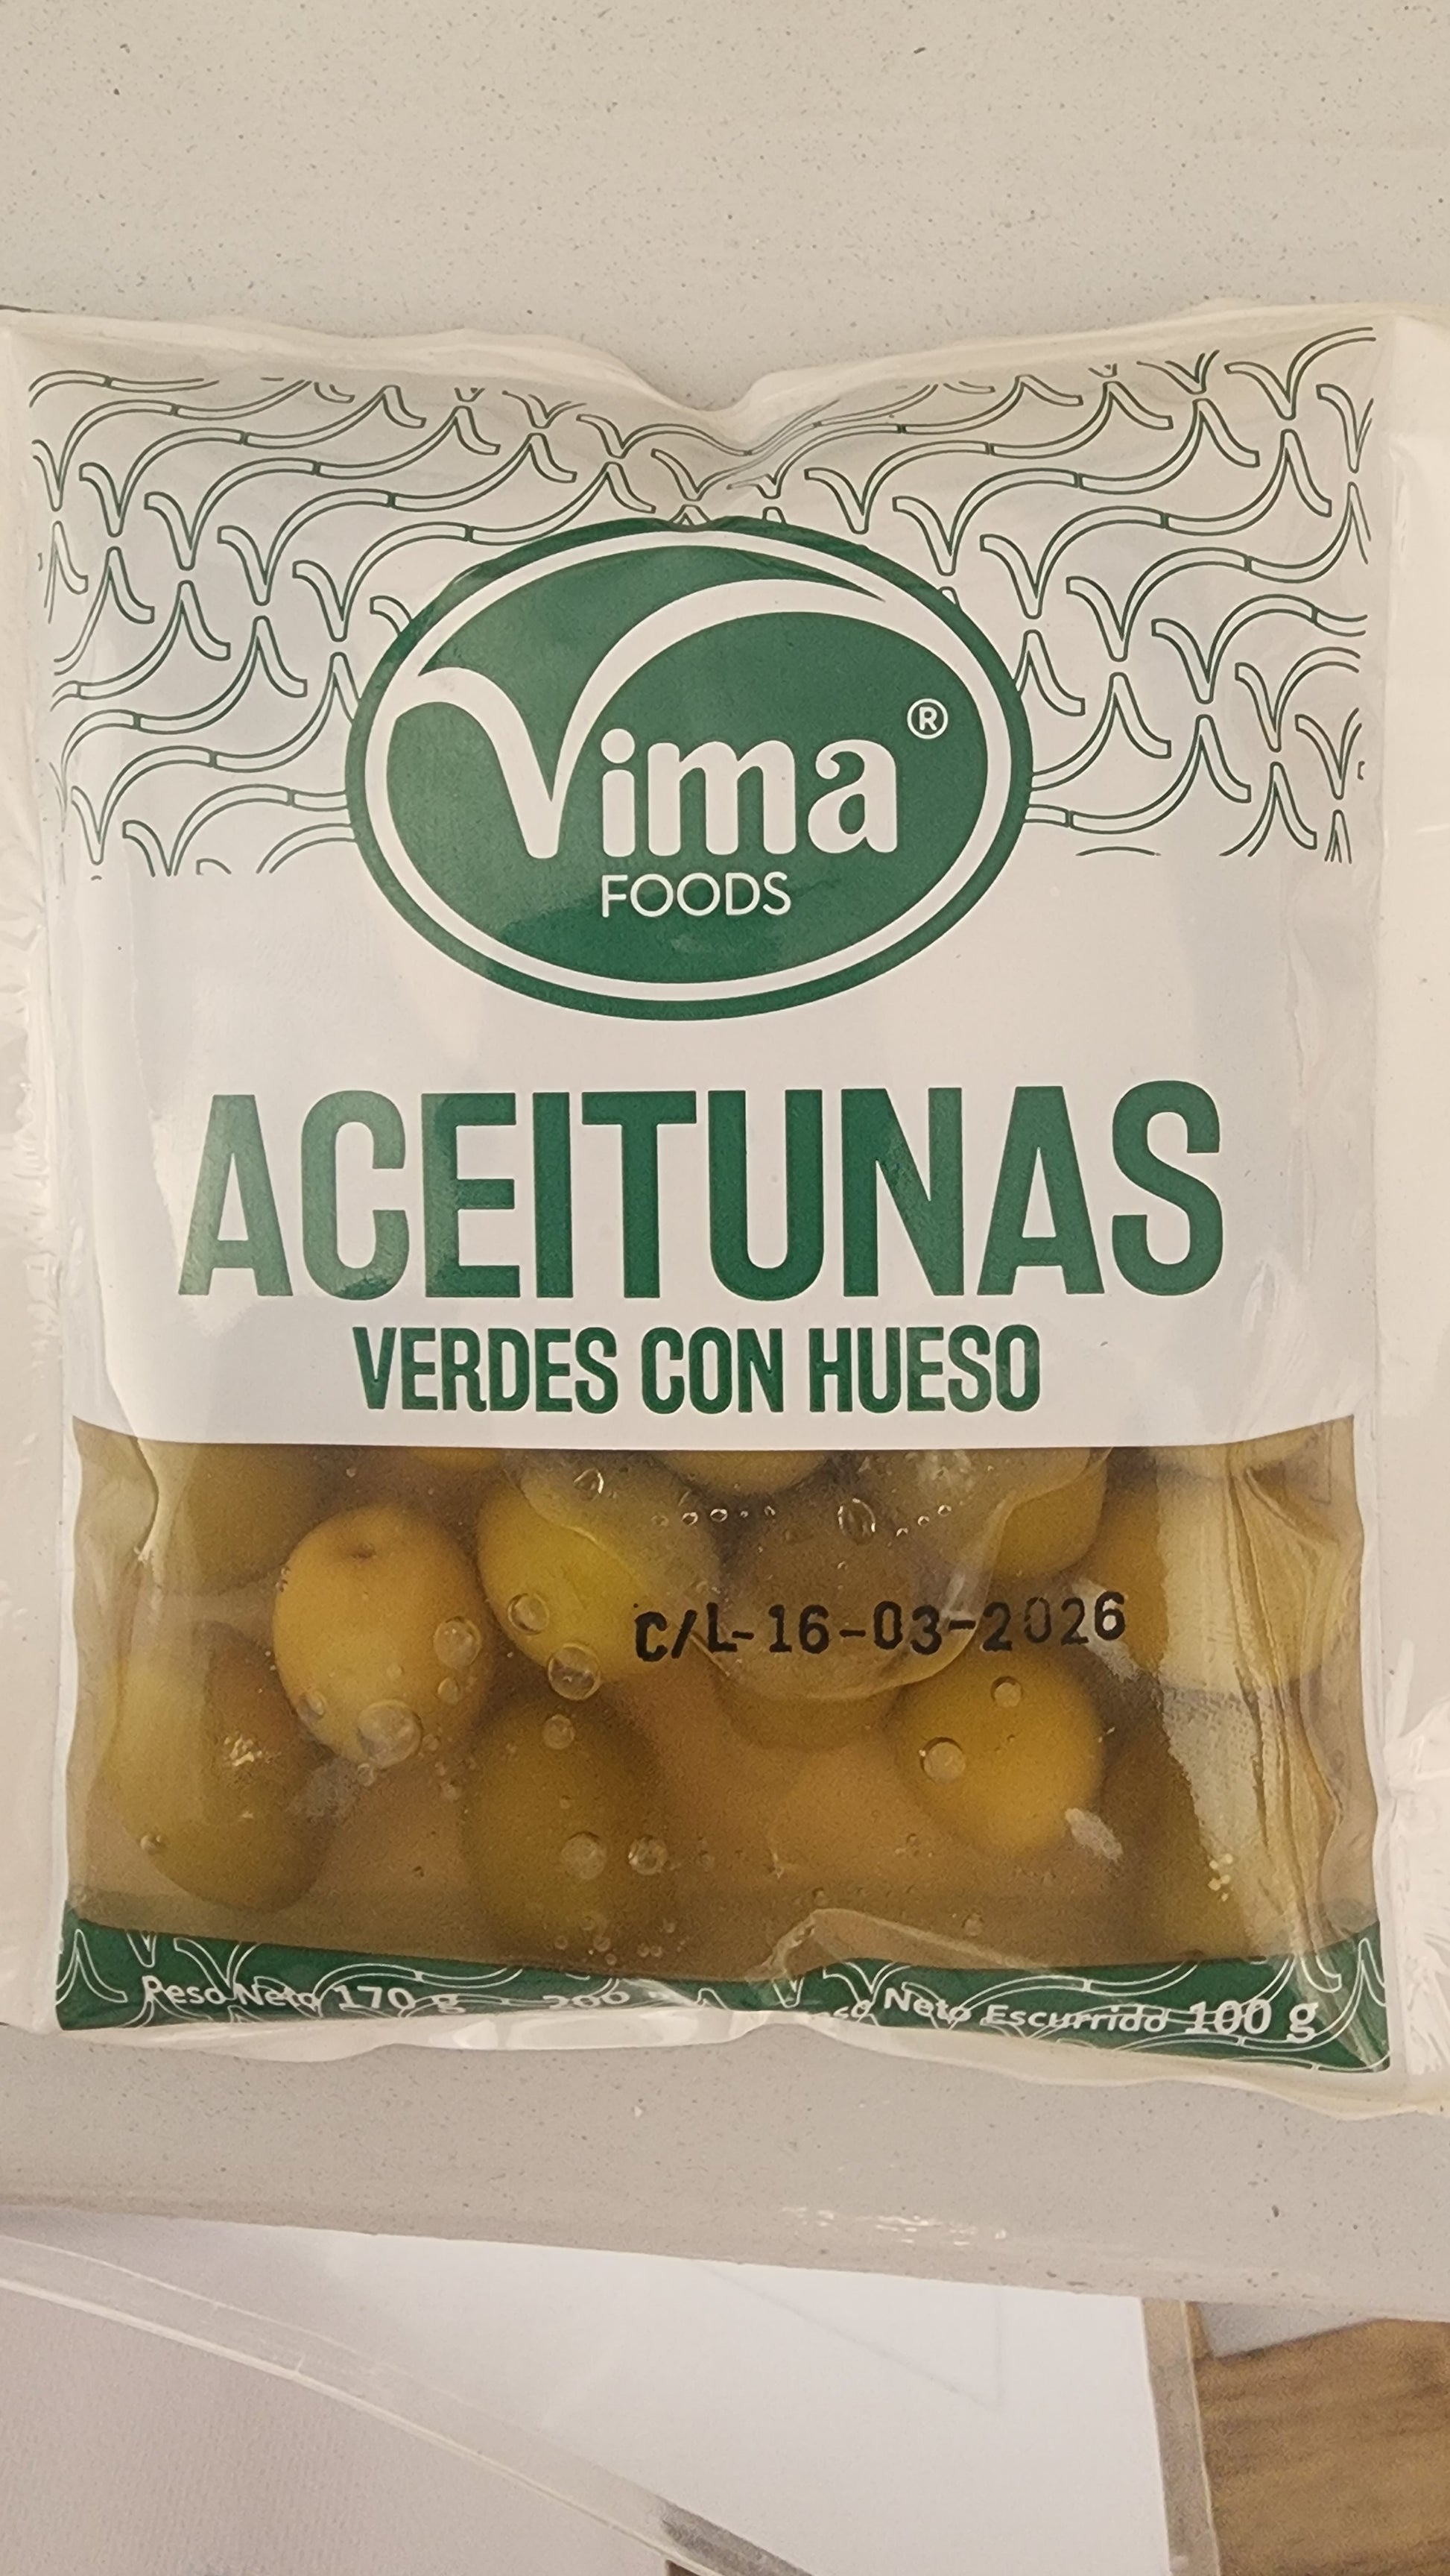 Vima®
FOODS
ACEITUNAS
VERDES CON HUESO
C/L-16-03-2026
Peso Neto 170 g
Neto Escurrido 100 g